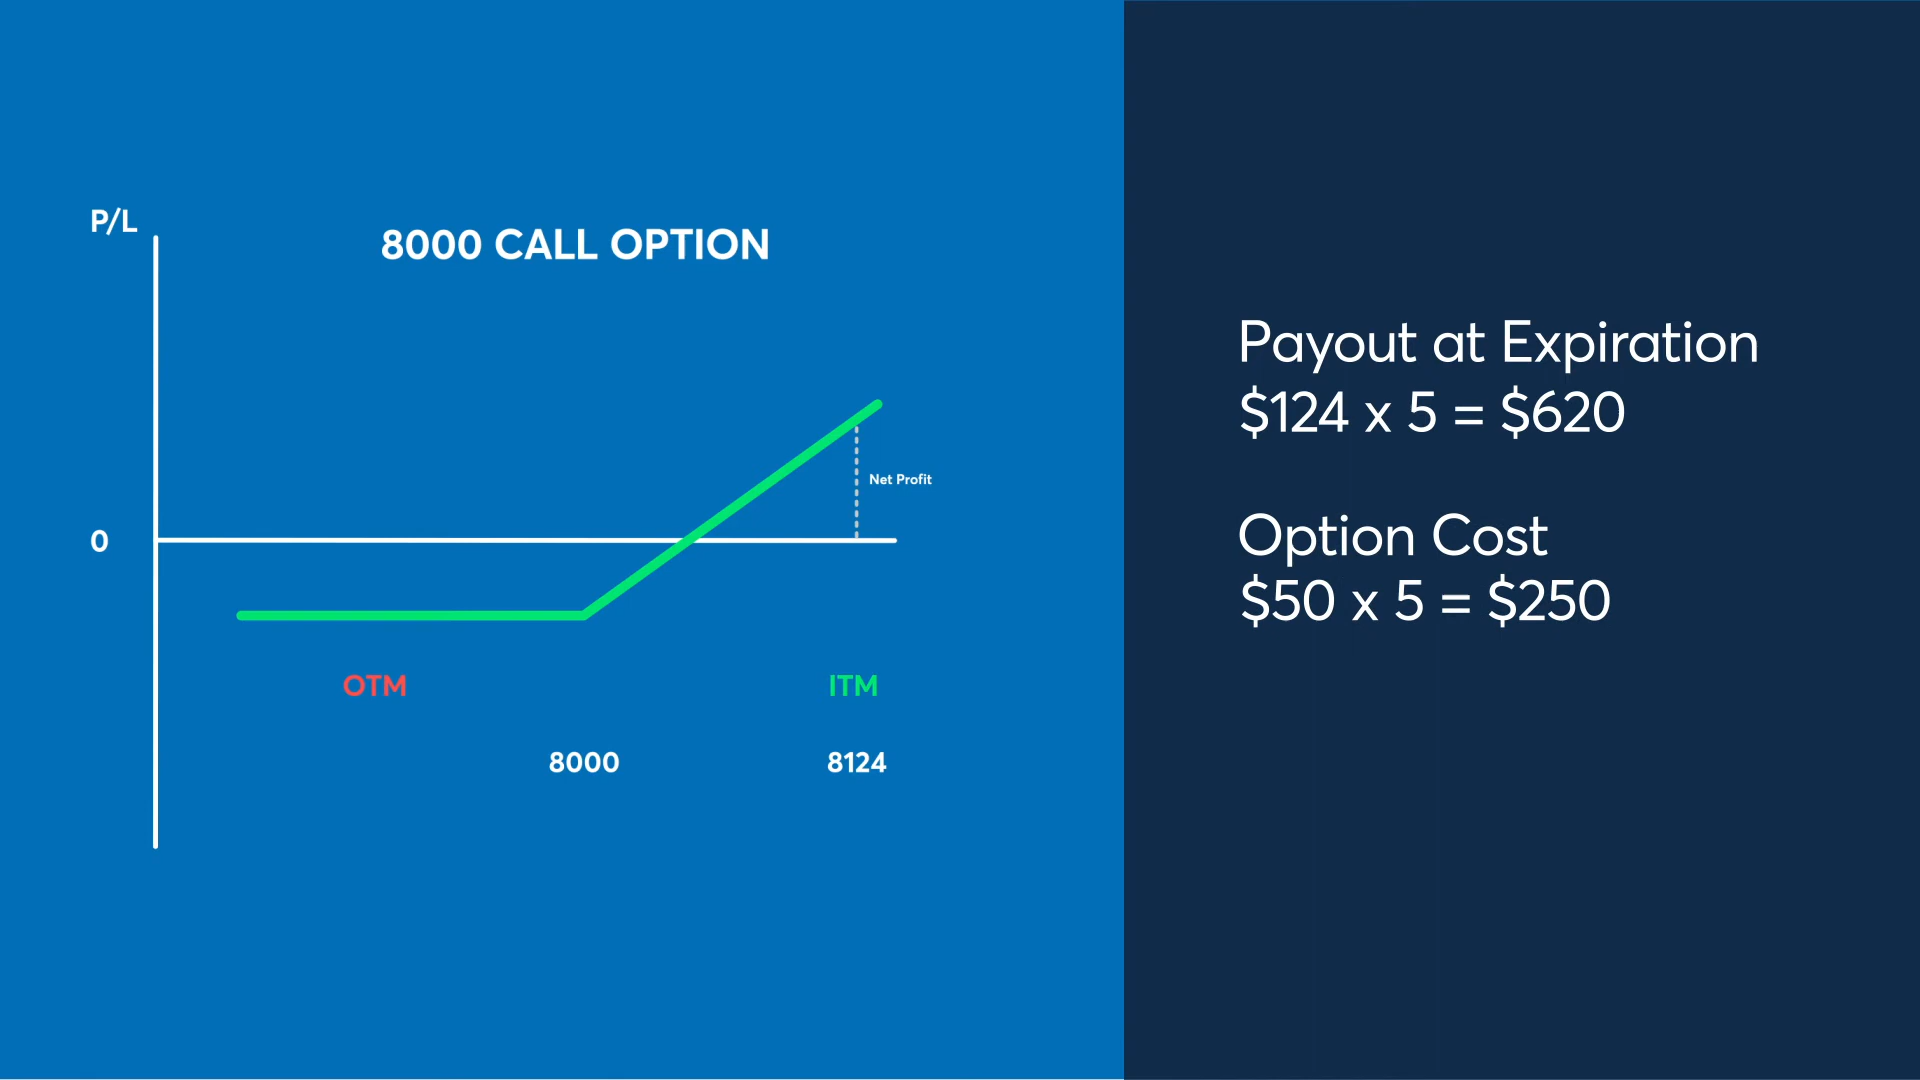 P/L
8000 CALL OPTION
Net Profit
0
OTM
ITM
8000
8124
Payout at Expiration
$124 x 5 = $620
Option Cost
$50 x 5 = $250